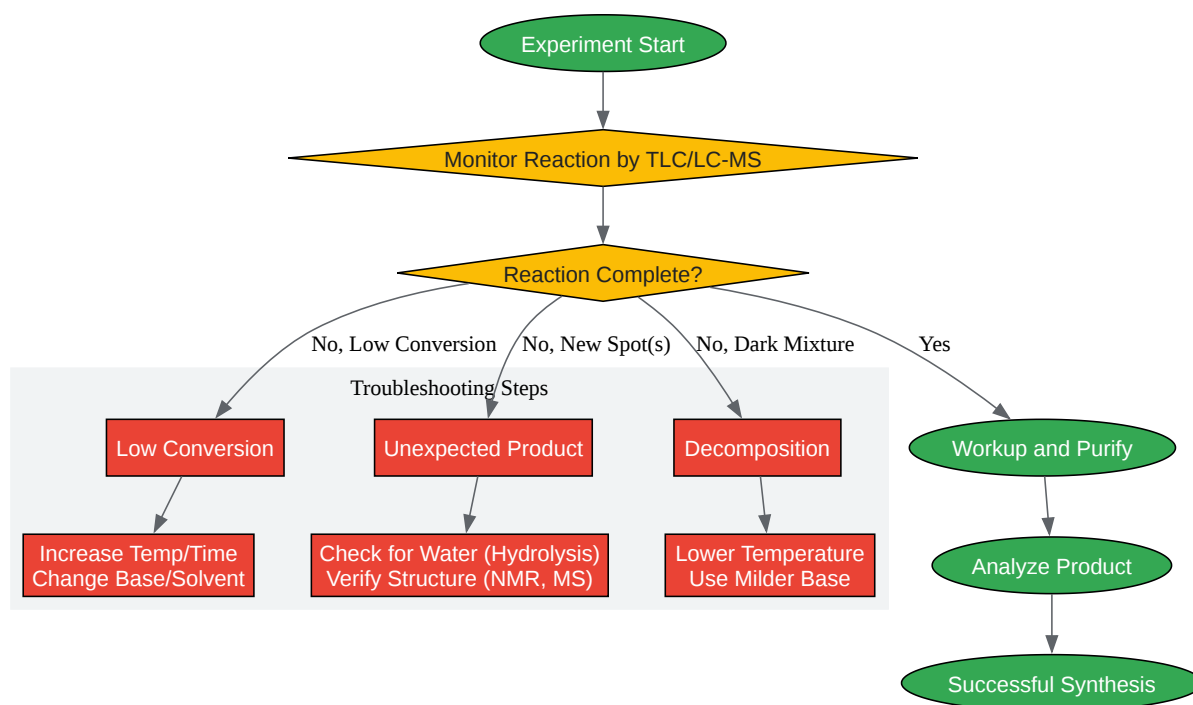 Experiment Start
Monitor Reaction by TLC/LC-MS
Reaction Complete?
No, Low Conversion
No, New Spot(s)
No, Dark Mixture
Yes
Troubleshooting Steps
Low Conversion
Unexpected Product
Decomposition
Workup and Purify
Increase Temp/Time
Change Base/Solvent
Check for Water (Hydrolysis)
Verify Structure (NMR, MS)
Lower Temperature
Use Milder Base
Analyze Product
Successful Synthesis